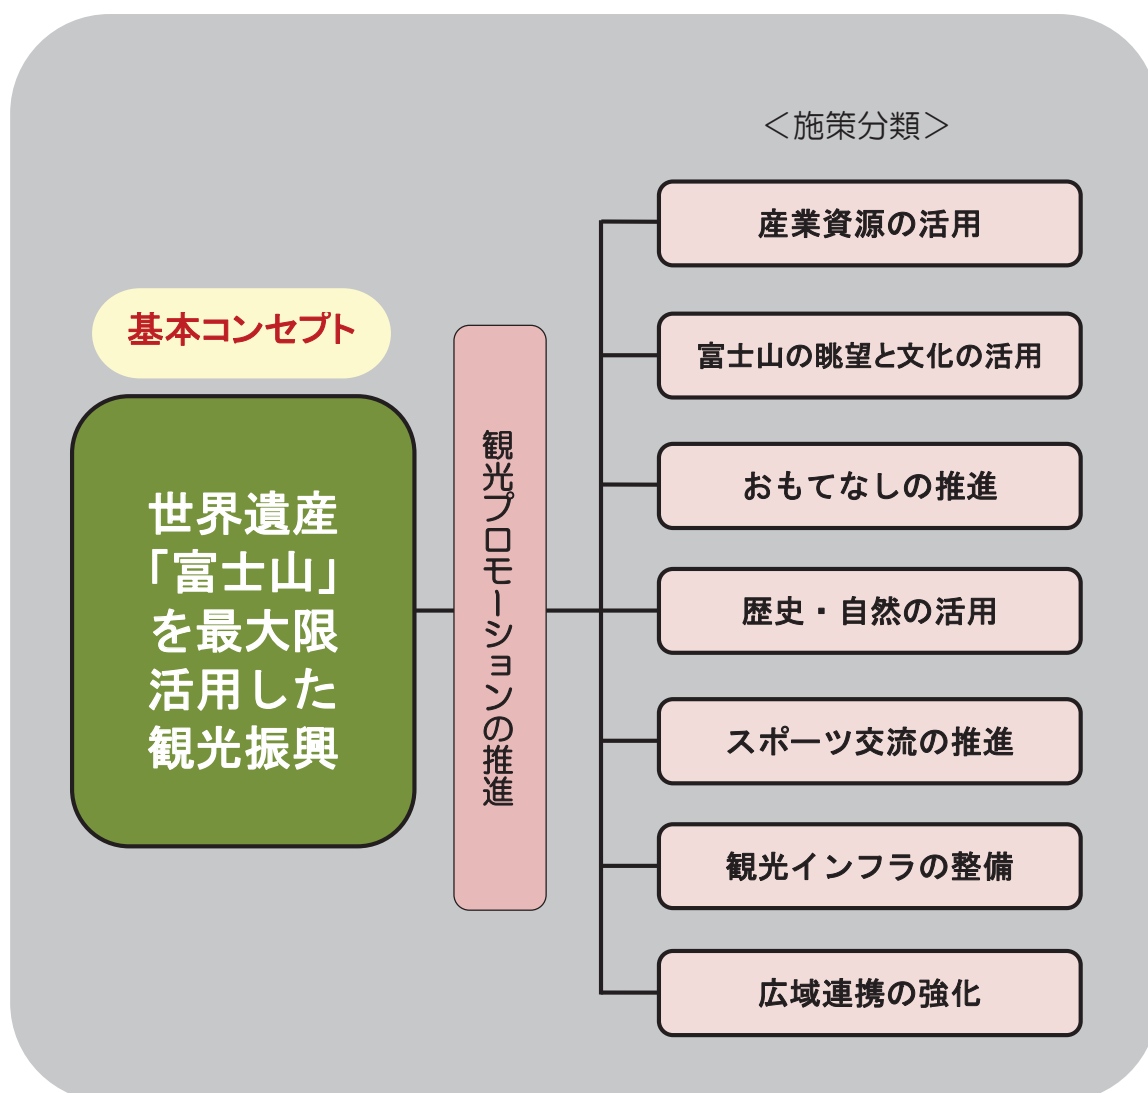 基本コンセプト
世界遺産
「富士山」
を最大限
活用した
観光振興
観光プロモーションの推進
＜施策分類＞
産業資源の活用
富士山の眺望と文化の活用
おもてなしの推進
歴史・自然の活用
スポーツ交流の推進
観光インフラの整備
広域連携の強化